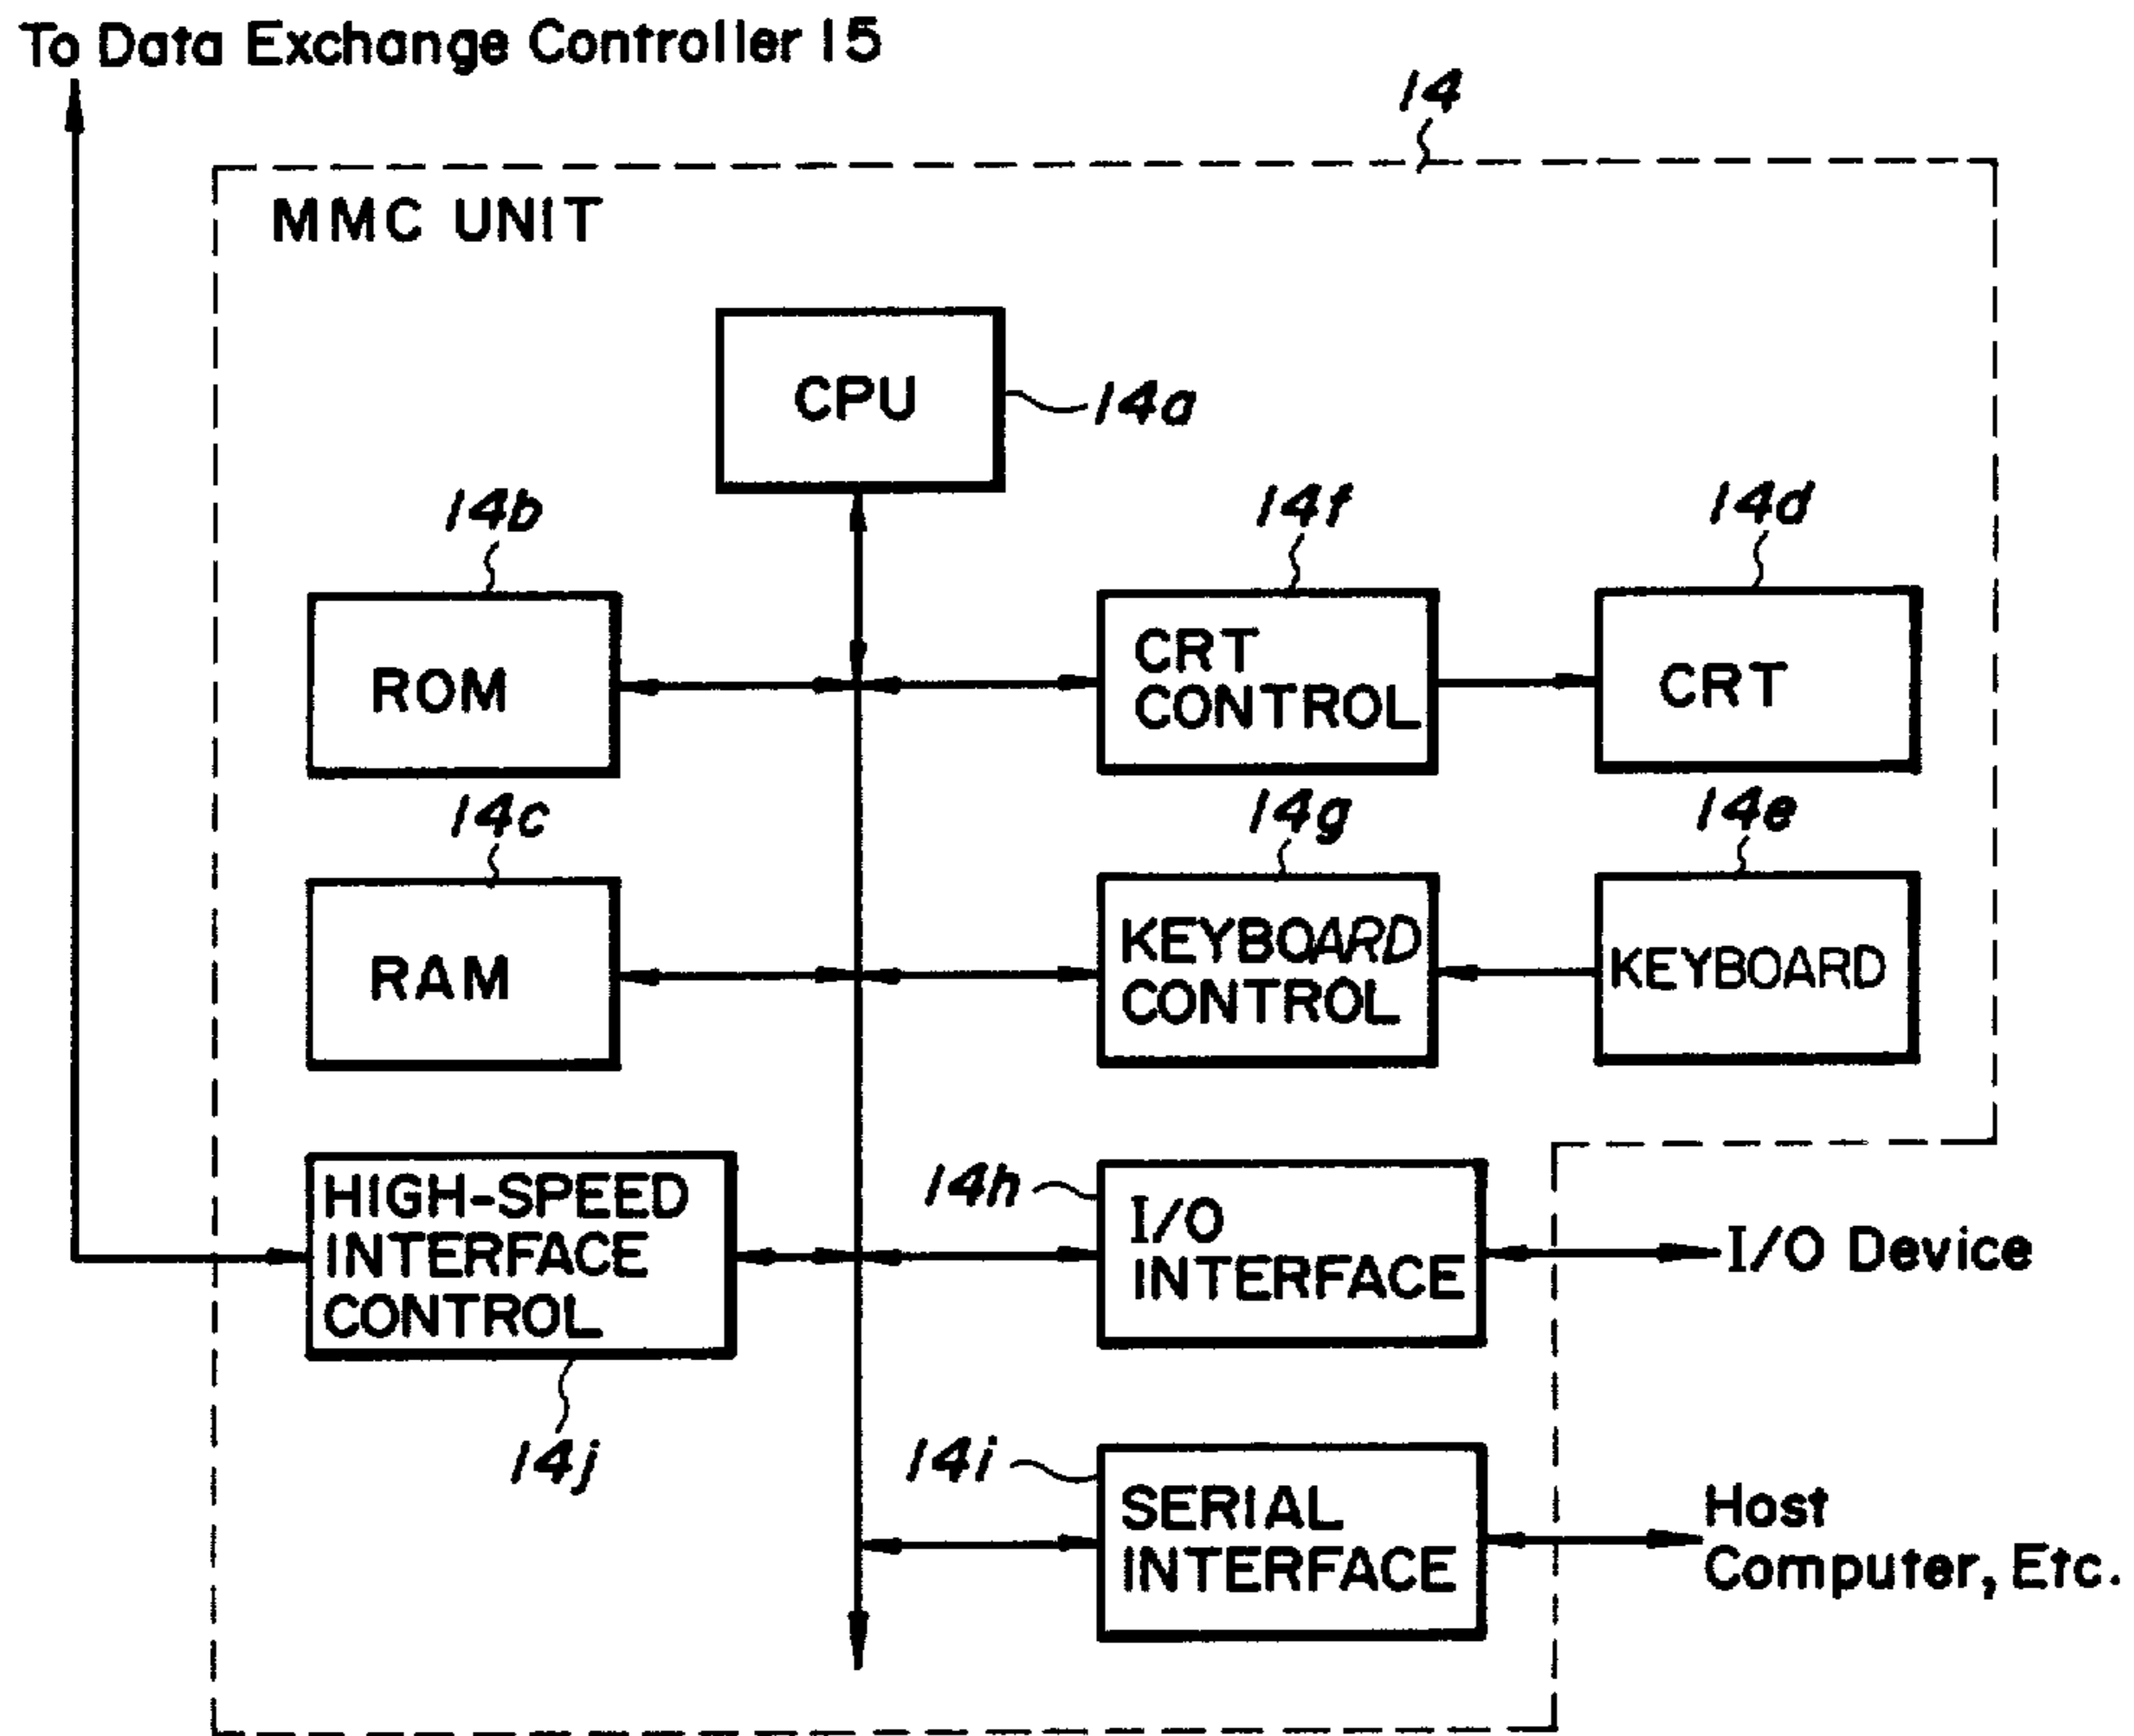 To Data Exchange Controller 15
14
MMC UNIT
CPU
14a
14b
14f
14d
ROM
CRT
CONTROL
CRT
14c
14g
14e
RAM
KEYBOARD
CONTROL
KEYBOARD
HIGH-SPEED
INTERFACE
CONTROL
14h
I/O
INTERFACE
I/O Device
14j
14i
SERIAL
INTERFACE
Host
Computer, Etc.